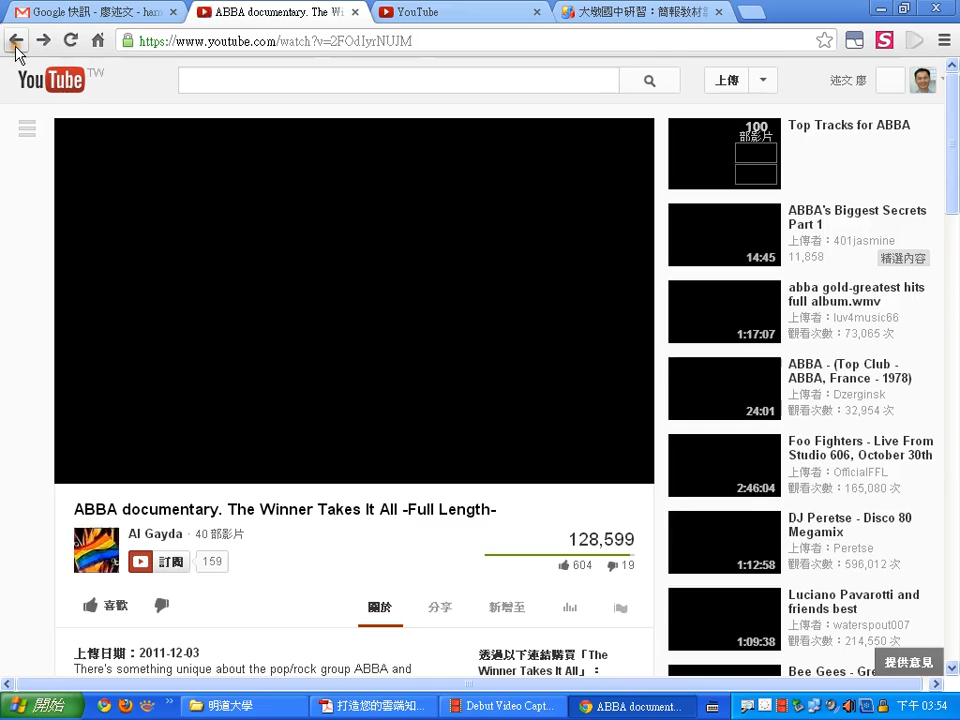 Google 快訊 - 廖述文 - ham
ABBA documentary. The Wi
YouTube
大墩國中研習：簡報教材
https://www.youtube.com/watch?v=2FOdIyrNUJM
YouTube TW
上傳
述文 廖
100
部影片
Top Tracks for ABBA
ABBA's Biggest Secrets
Part 1
上傳者：401jasmine
11,858
精選內容
14:45
abba gold-greatest hits
full album.wmv
上傳者：luv4music66
觀看次數：73,065 次
1:17:07
ABBA - (Top Club -
ABBA, France - 1978)
上傳者：Dzerginsk
觀看次數：32,954 次
24:01
Foo Fighters - Live From
Studio 606, October 30th
上傳者：OfficialFFL
觀看次數：165,080 次
2:46:04
DJ Peretse - Disco 80
Megamix
上傳者：Peretse
觀看次數：596,012 次
1:12:58
Luciano Pavarotti and
friends best
上傳者：waterspout007
觀看次數：214,550 次
1:09:38
Bee Gees - Gre
提供意見
ABBA documentary. The Winner Takes It All -Full Length-
Al Gayda · 40 部影片
訂閱 159
128,599
604 19
喜歡
關於 分享 新增至
上傳日期：2011-12-03
There's something unique about the pop/rock group ABBA and
透過以下連結購買「The
Winner Takes It All」：
開始
明道大學
打造您的雲端知...
Debut Video Capt...
ABBA document...
下午 03:54